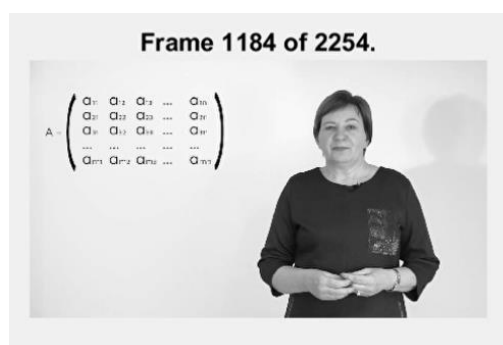 Frame 1184 of 2254.
a₁₁ a₁₂ a₁₃ ... a₁ₙ
a₂₁ a₂₂ a₂₃ ... a₂ₙ
A = a₃₁ a₃₂ a₃₃ ... a₃ₙ
... ... ... ... ...
aₘ₁ aₘ₂ aₘ₃ ... aₘₙ